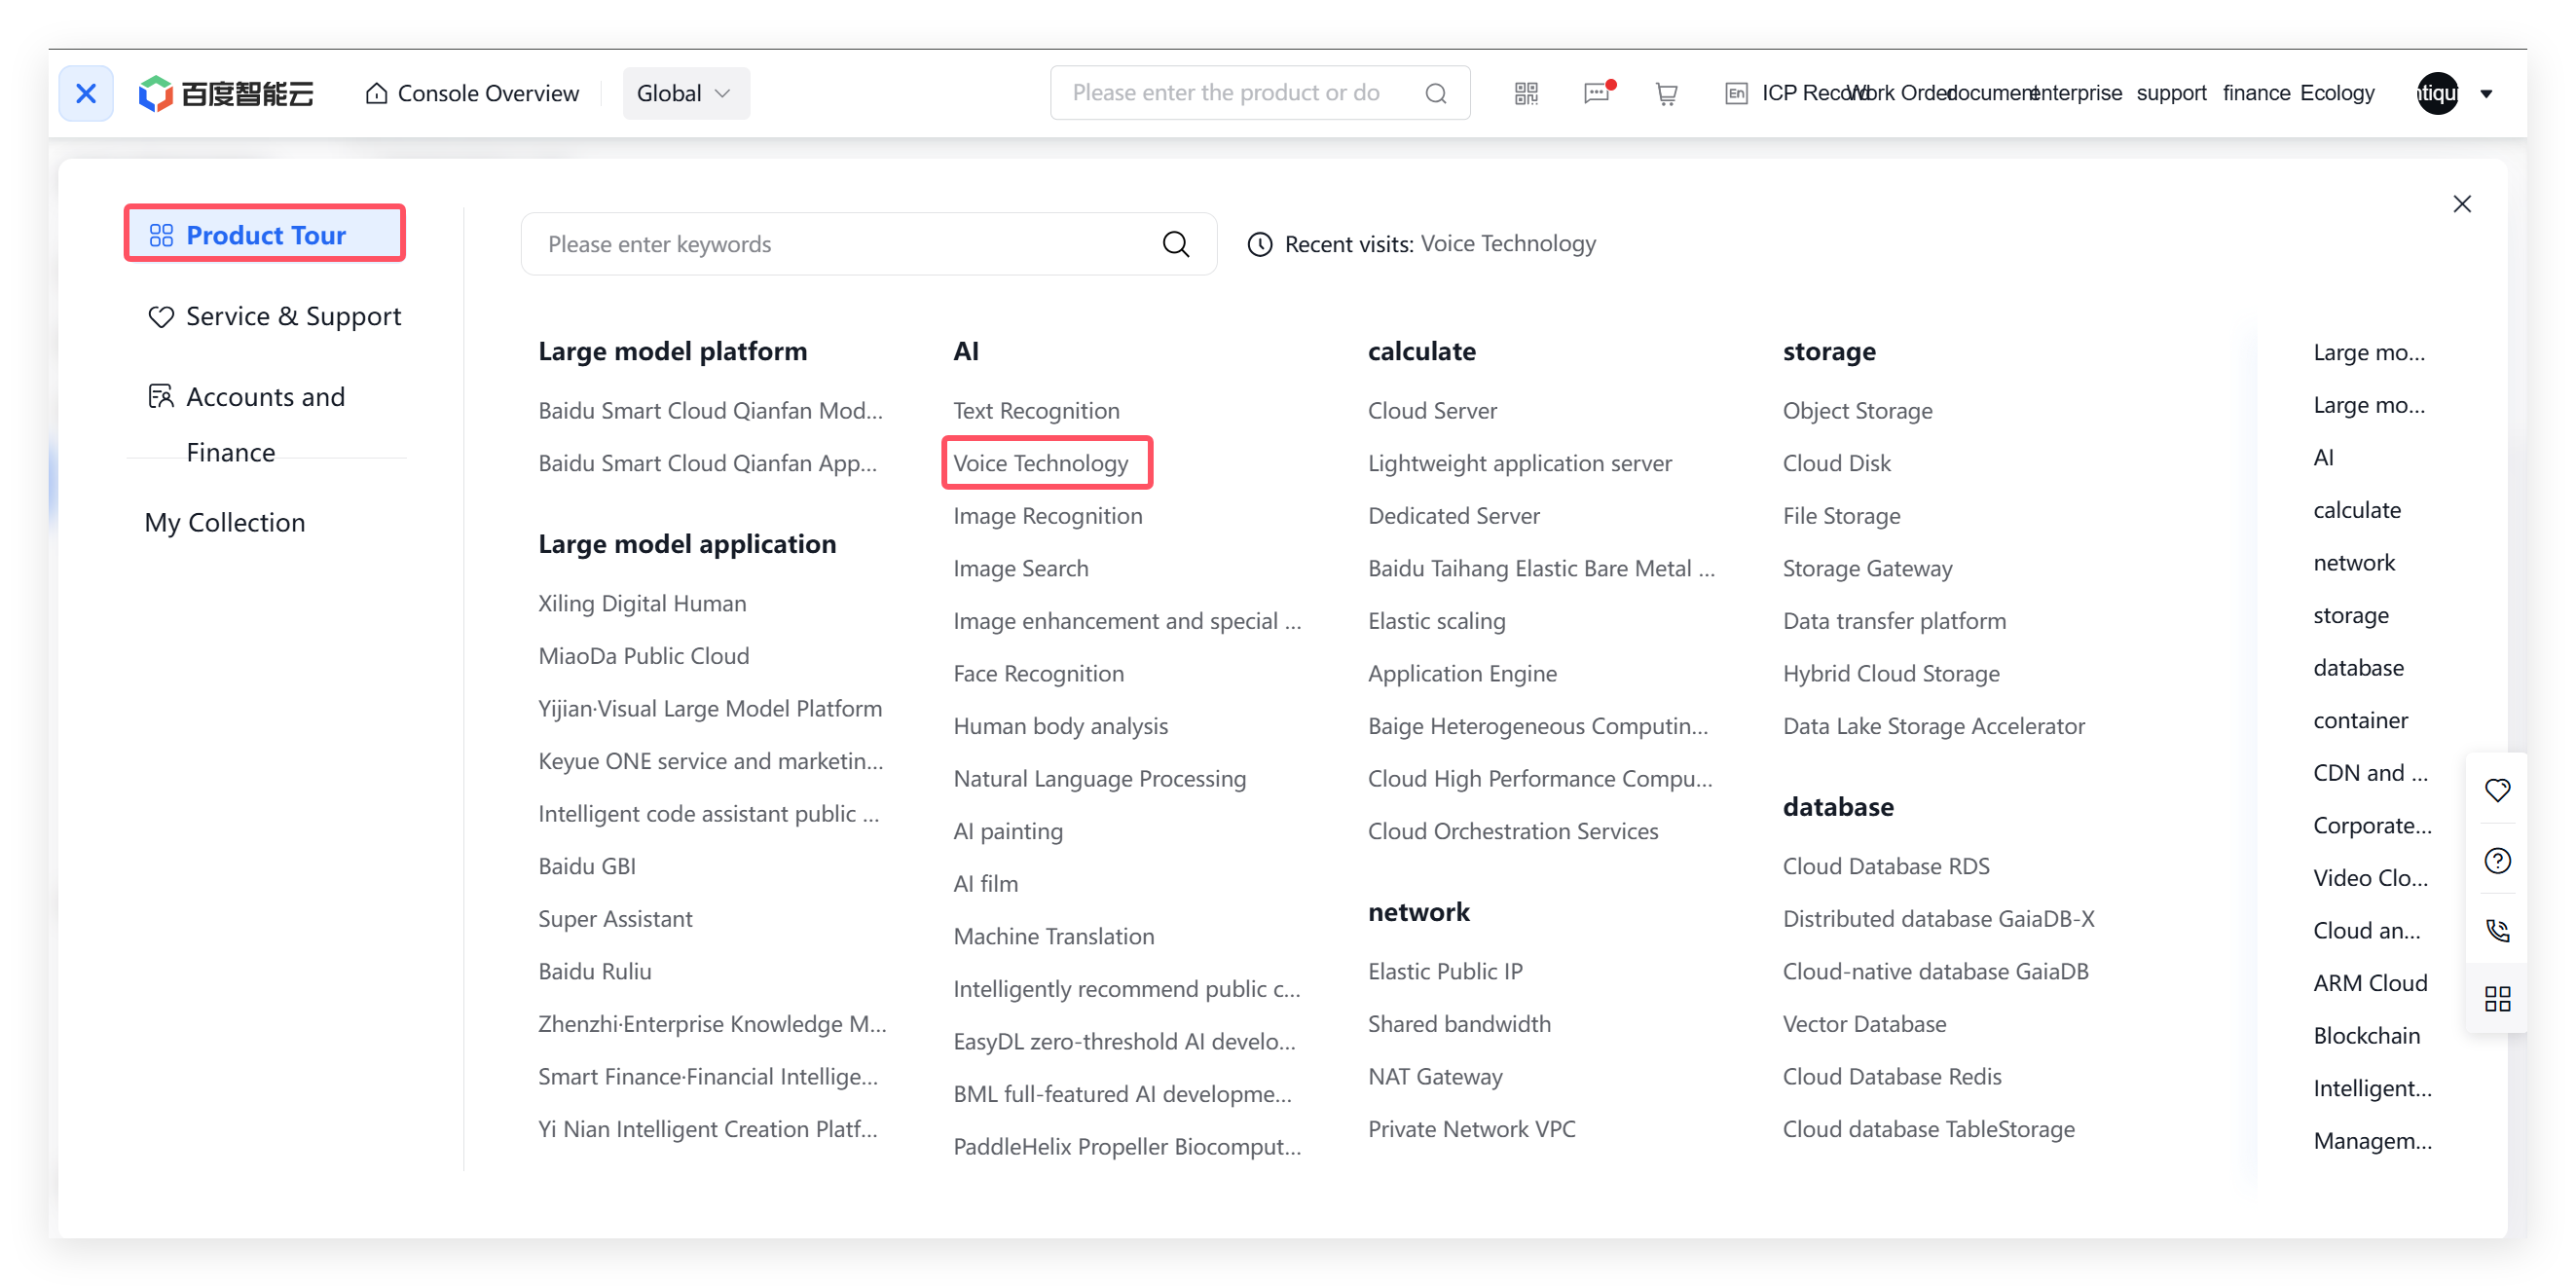 百度智能云
Console Overview
Global
Please enter the product or do
En
ICP Record
Work Order
document
enterprise
support
finance
Ecology
Product Tour
Service & Support
Accounts and
Finance
My Collection
Please enter keywords
Recent visits: Voice Technology
Large model platform
Baidu Smart Cloud Qianfan Mod...
Baidu Smart Cloud Qianfan App...
Large model application
Xiling Digital Human
MiaoDa Public Cloud
Yijian·Visual Large Model Platform
Keyue ONE service and marketin...
Intelligent code assistant public ...
Baidu GBI
Super Assistant
Baidu Ruliu
Zhenzhi·Enterprise Knowledge M...
Smart Finance·Financial Intellige...
Yi Nian Intelligent Creation Platf...
AI
Text Recognition
Voice Technology
Image Recognition
Image Search
Image enhancement and special ...
Face Recognition
Human body analysis
Natural Language Processing
AI painting
AI film
Machine Translation
Intelligently recommend public c...
EasyDL zero-threshold AI develo...
BML full-featured AI developme...
PaddleHelix Propeller Biocomput...
calculate
Cloud Server
Lightweight application server
Dedicated Server
Baidu Taihang Elastic Bare Metal ...
Elastic scaling
Application Engine
Baige Heterogeneous Computin...
Cloud High Performance Compu...
Cloud Orchestration Services
network
Elastic Public IP
Shared bandwidth
NAT Gateway
Private Network VPC
storage
Object Storage
Cloud Disk
File Storage
Storage Gateway
Data transfer platform
Hybrid Cloud Storage
Data Lake Storage Accelerator
database
Cloud Database RDS
Distributed database GaiaDB-X
Cloud-native database GaiaDB
Vector Database
Cloud Database Redis
Cloud database TableStorage
Large mo...
Large mo...
AI
calculate
network
storage
database
container
CDN and ...
Corporate...
Video Clo...
Cloud an...
ARM Cloud
Blockchain
Intelligent...
Managem...